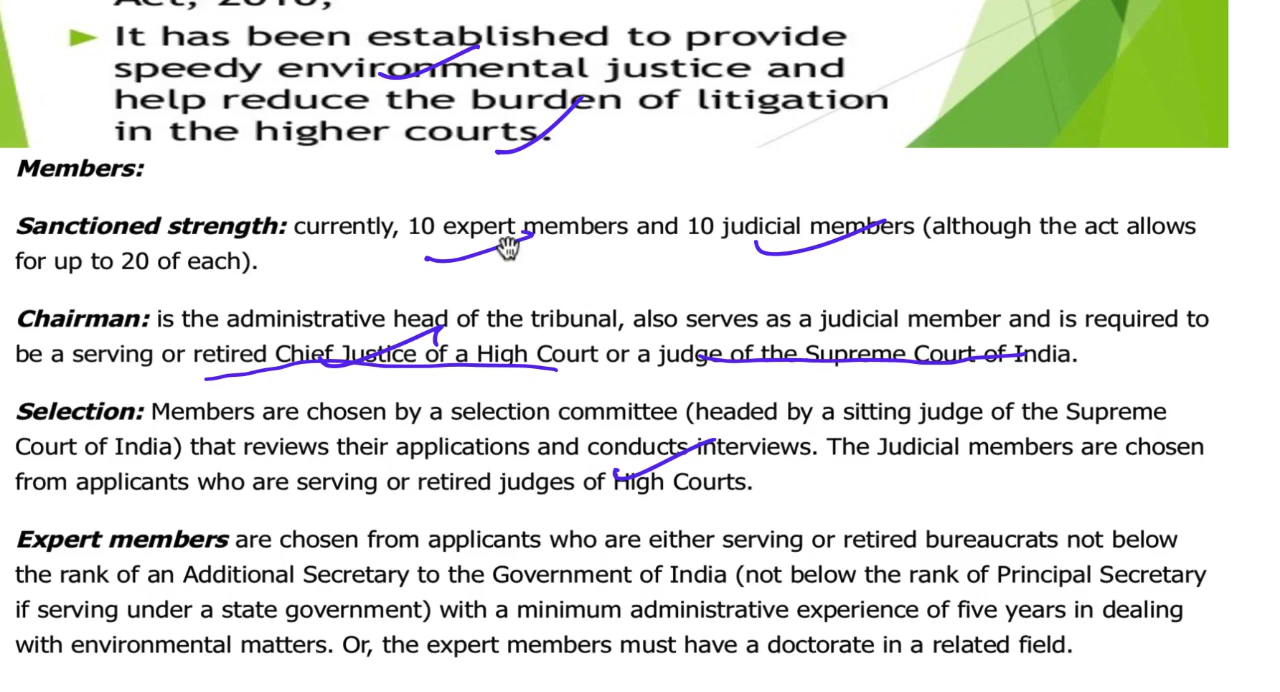 Act, 2010,
It has been established to provide
speedy environmental justice and
help reduce the burden of litigation
in the higher courts.
Members:
Sanctioned strength: currently, 10 expert members and 10 judicial members (although the act allows
for up to 20 of each).
Chairman: is the administrative head of the tribunal, also serves as a judicial member and is required to
be a serving or retired Chief Justice of a High Court or a judge of the Supreme Court of India.
Selection: Members are chosen by a selection committee (headed by a sitting judge of the Supreme
Court of India) that reviews their applications and conducts interviews. The Judicial members are chosen
from applicants who are serving or retired judges of High Courts.
Expert members are chosen from applicants who are either serving or retired bureaucrats not below
the rank of an Additional Secretary to the Government of India (not below the rank of Principal Secretary
if serving under a state government) with a minimum administrative experience of five years in dealing
with environmental matters. Or, the expert members must have a doctorate in a related field.